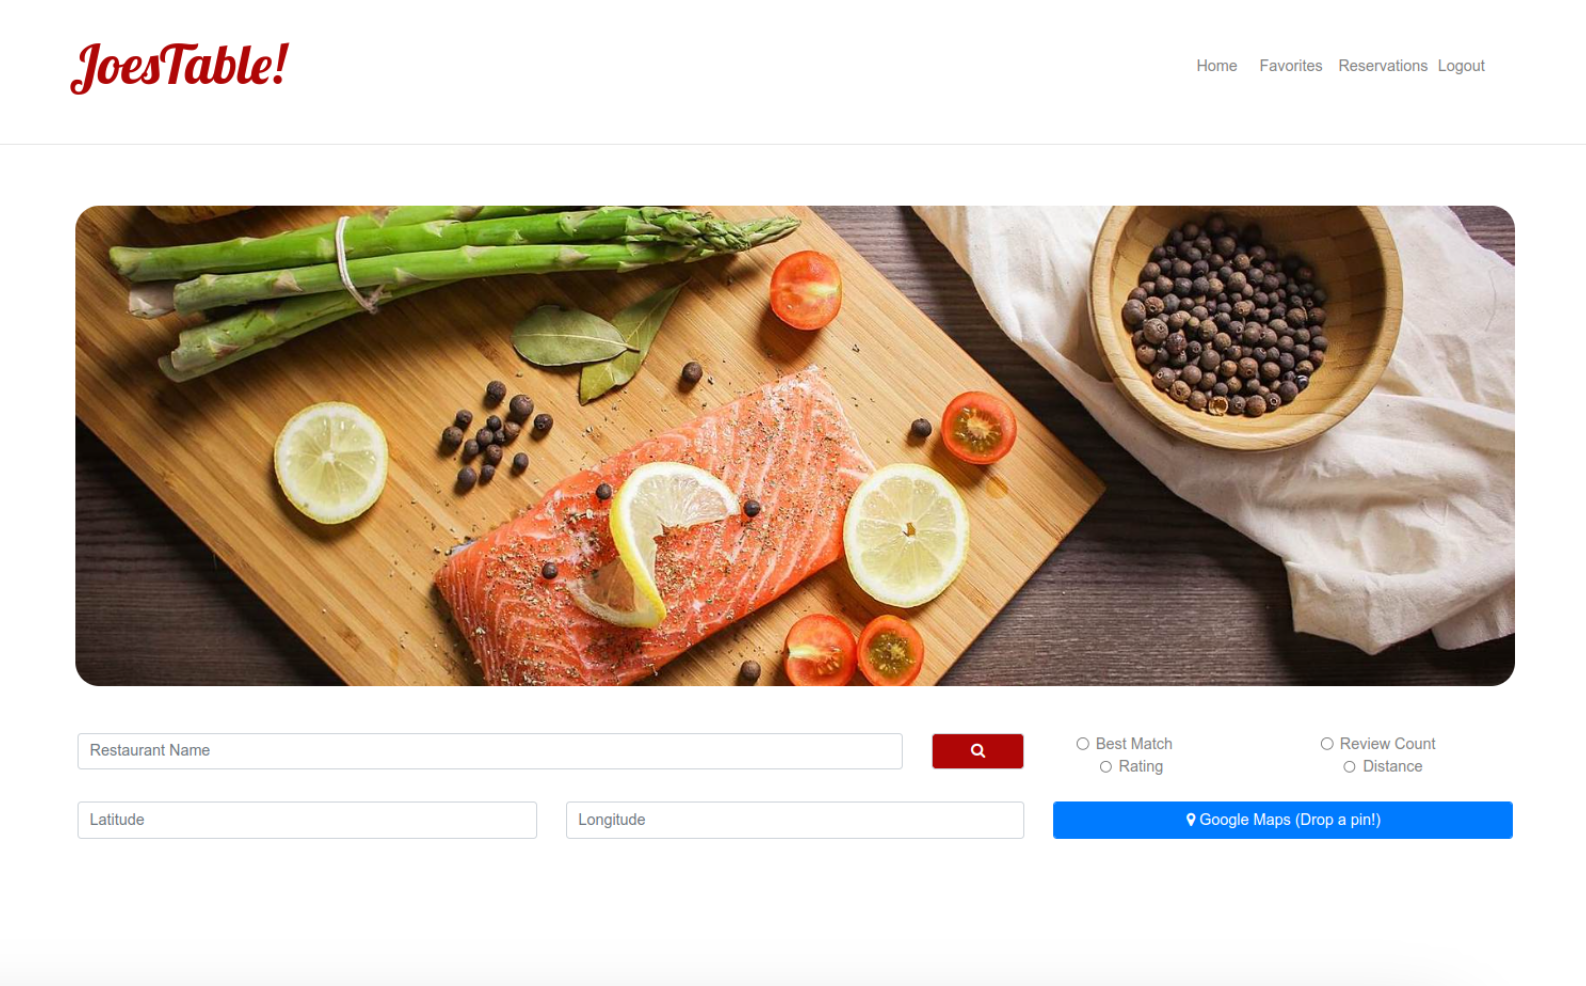 JoesTable!
Home Favorites Reservations Logout
Restaurant Name
Best Match Review Count
Rating Distance
Latitude Longitude Google Maps (Drop a pin!)